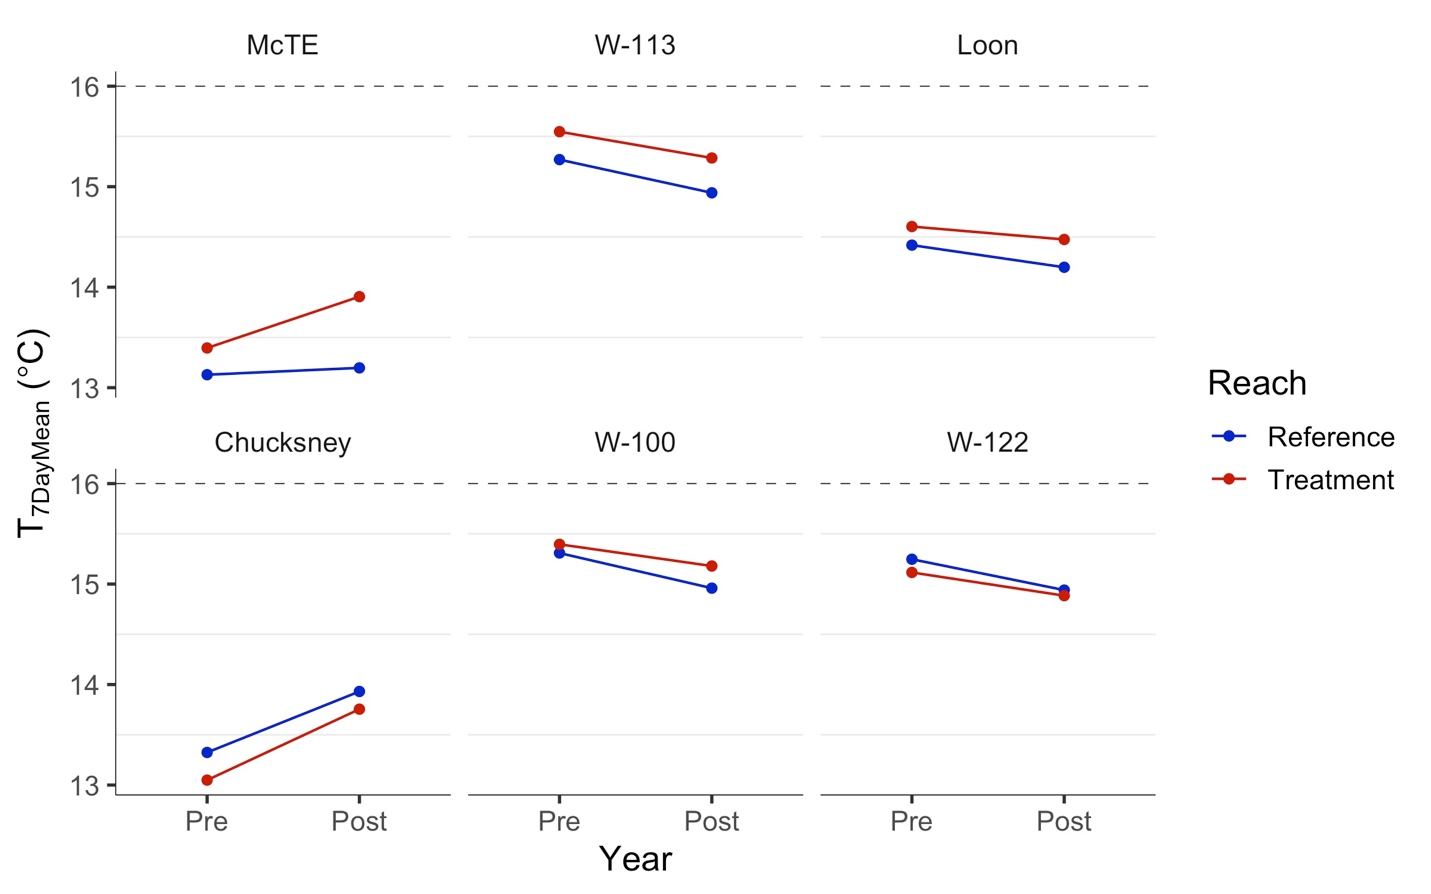 McTE
W-113
Loon
16
15
14
13
Chucksney
W-100
W-122
16
15
14
13
Pre
Post
Pre
Post
Pre
Post
Year
T7DayMean (°C)
Reach
Reference
Treatment